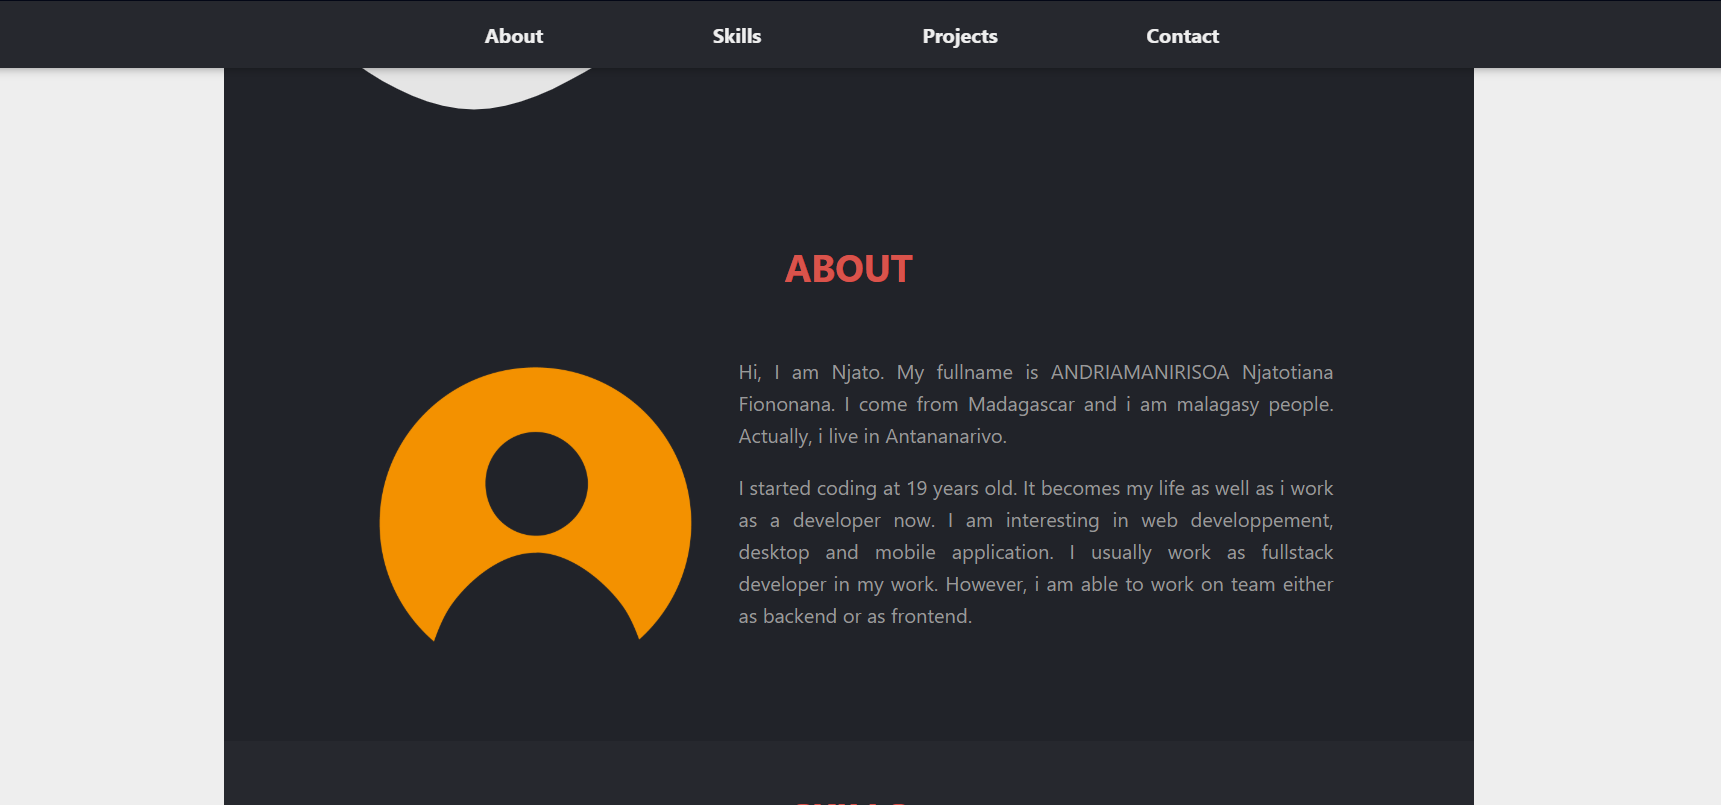 About Skills Projects Contact
ABOUT
Hi, I am Njato. My fullname is ANDRIAMANIRISOA Njatotiana
Fiononana. I come from Madagascar and i am malagasy people.
Actually, i live in Antananarivo.
I started coding at 19 years old. It becomes my life as well as i work
as a developer now. I am interesting in web developpement,
desktop and mobile application. I usually work as fullstack
developer in my work. However, i am able to work on team either
as backend or as frontend.